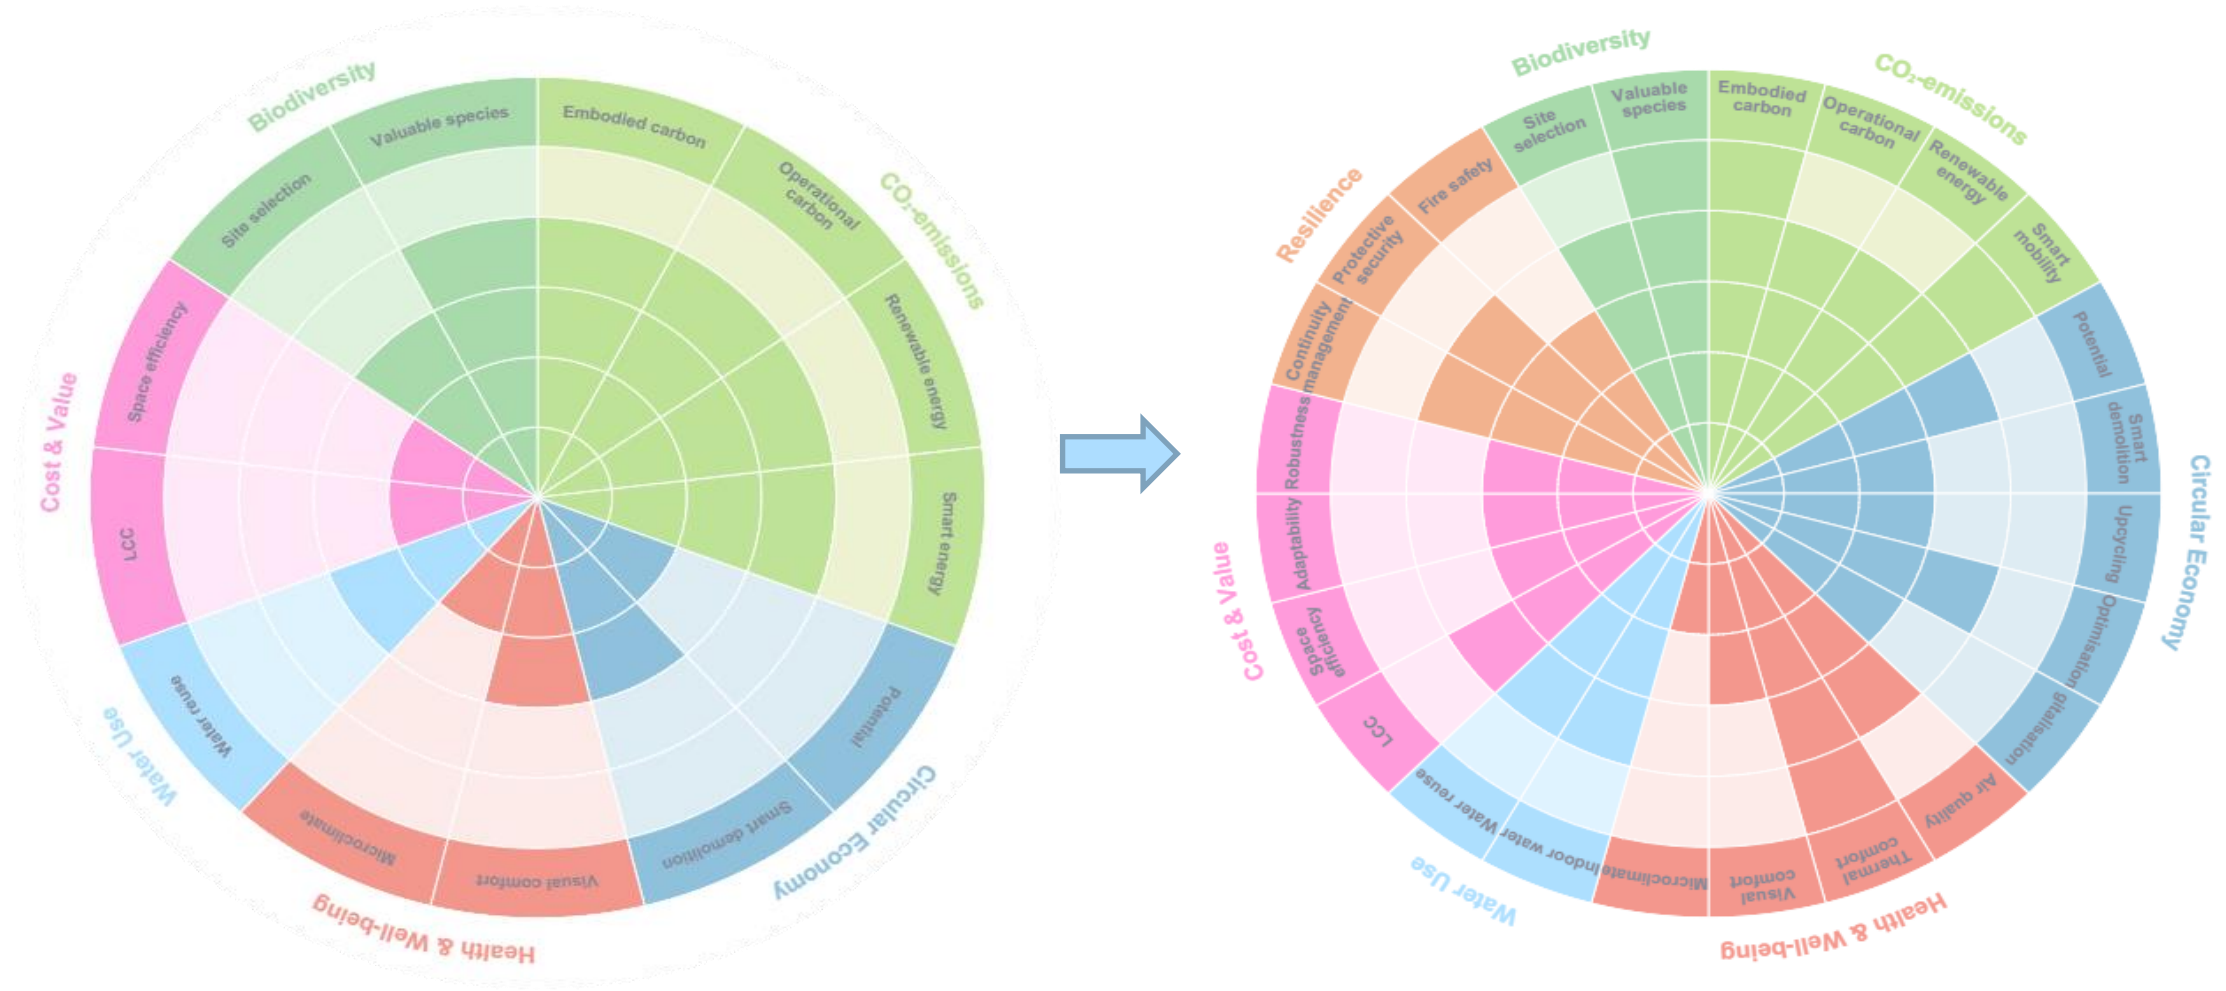 Biodiversity
Valuable species
Site selection
CO₂-emissions
Embodied carbon
Operational
carbon
Renewable energy
Smart energy
Circular Economy
Potential
Smart demolition
Health & Well-being
Visual comfort
Microclimate
Water Use
Water reuse
Cost & Value
LCC
Space efficiency
Biodiversity
Site
selection
Valuable
species
CO₂-emissions
Embodied
carbon
Operational
carbon
Renewable
energy
Smart
mobility
Circular Economy
Potential
Smart
demolition
Upcycling
Optimisation
gitalisation
Health & Well-being
Air quality
Thermal
comfort
Visual
comfort
Microclimate
Water Use
Indoor water
Water reuse
Cost & Value
LCC
Space
efficiency
Adaptability
Robustness
Resilience
Continuity
management
Protective
security
Fire safety